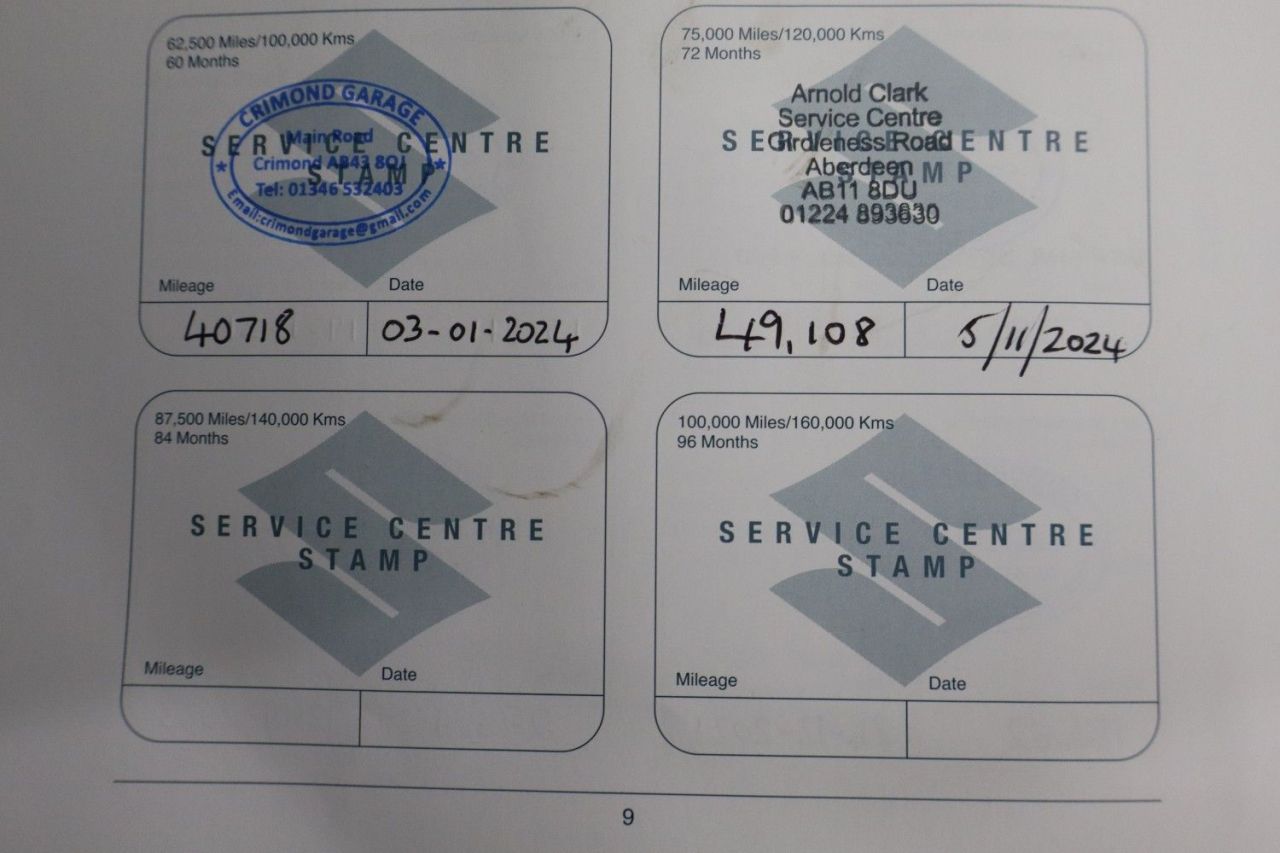 62,500 Miles/100,000 Kms
60 Months
CRIMOND GARAGE
Main Road
Crimond AB43 8QJ
Tel: 01346 532403
Email:crimondgarage@gmail.com
SERVICE CENTRE
STAMP
Mileage Date
40718 03-01-2024
75,000 Miles/120,000 Kms
72 Months
Arnold Clark
Service Centre
Girdleness Road
Aberdeen
AB11 8DU
01224 893630
SERVICE CENTRE
STAMP
Mileage Date
49,108 5/11/2024
87,500 Miles/140,000 Kms
84 Months
SERVICE CENTRE
STAMP
Mileage Date
100,000 Miles/160,000 Kms
96 Months
SERVICE CENTRE
STAMP
Mileage Date
9